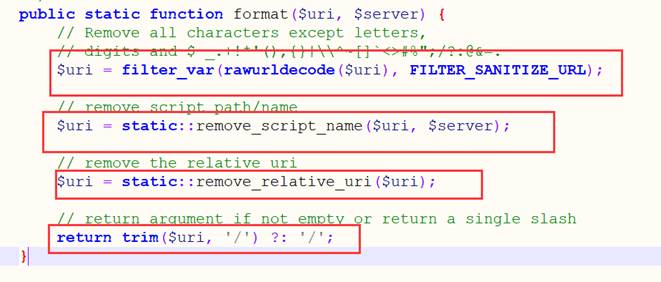 public static function format($uri, $server) {
// Remove all characters except letters,
// digits and $-_.+!*'(),{}|\\^~[]`<>#%";/?:@&=.
$uri = filter_var(rawurldecode($uri), FILTER_SANITIZE_URL);
// remove script path/name
$uri = static::remove_script_name($uri, $server);
// remove the relative uri
$uri = static::remove_relative_uri($uri);
// return argument if not empty or return a single slash
return trim($uri, '/') ?: '/';
}